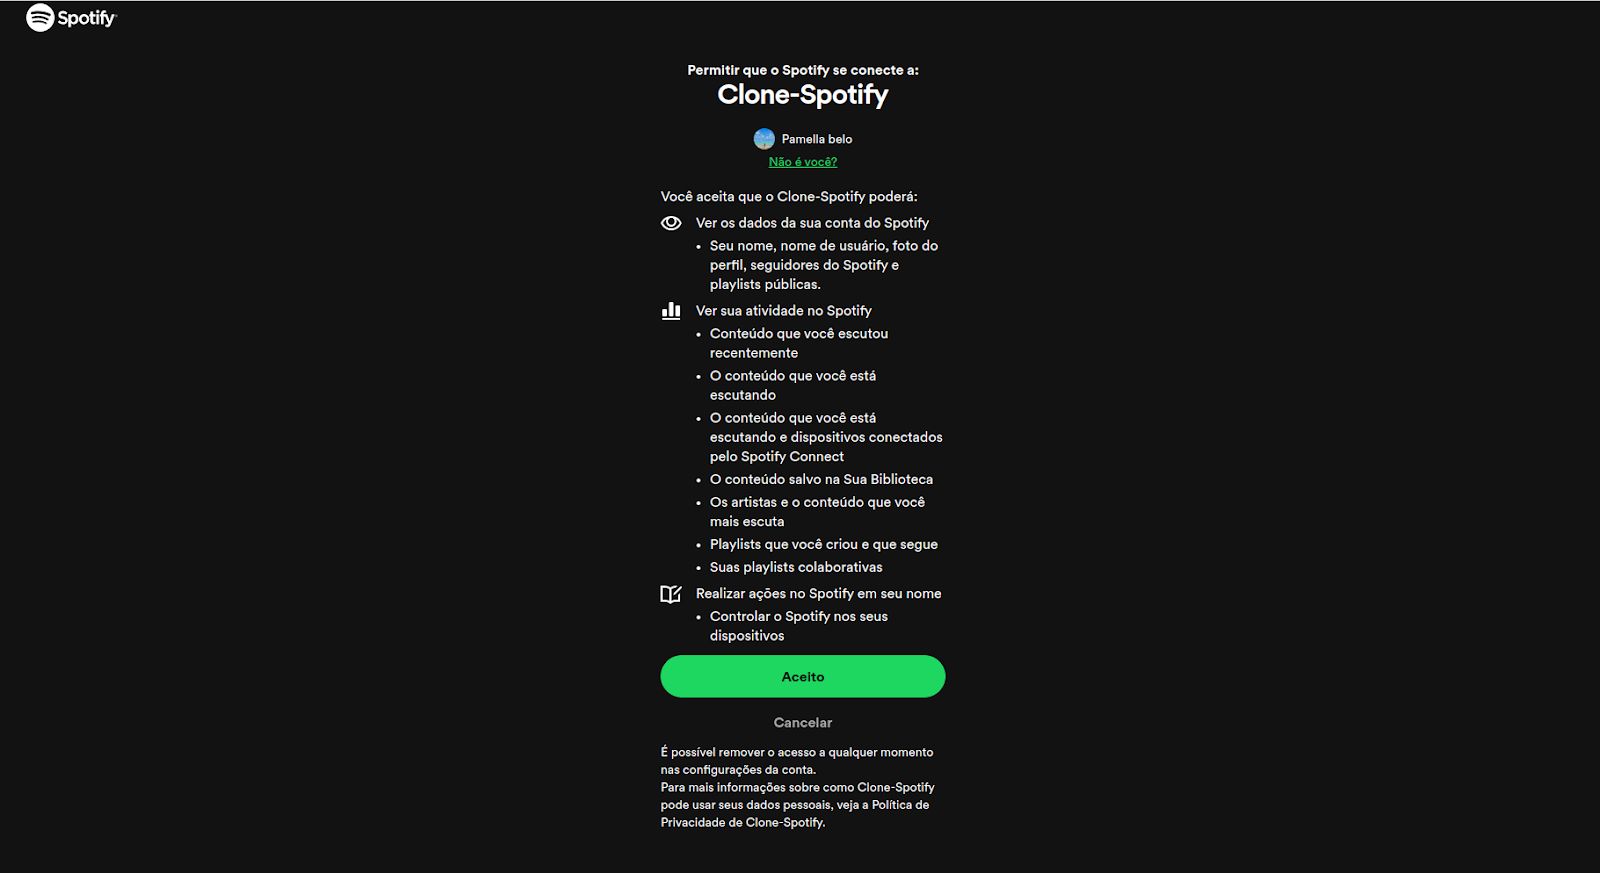 Spotify
Permitir que o Spotify se conecte a:
Clone-Spotify
Pamella belo
Não é você?
Você aceita que o Clone-Spotify poderá:
Ver os dados da sua conta do Spotify
• Seu nome, nome de usuário, foto do
perfil, seguidores do Spotify e
playlists públicas.
Ver sua atividade no Spotify
• Conteúdo que você escutou
recentemente
• O conteúdo que você está
escutando
• O conteúdo que você está
escutando e dispositivos conectados
pelo Spotify Connect
• O conteúdo salvo na Sua Biblioteca
• Os artistas e o conteúdo que você
mais escuta
• Playlists que você criou e que segue
• Suas playlists colaborativas
Realizar ações no Spotify em seu nome
• Controlar o Spotify nos seus
dispositivos
Aceito
Cancelar
É possível remover o acesso a qualquer momento
nas configurações da conta.
Para mais informações sobre como Clone-Spotify
pode usar seus dados pessoais, veja a Política de
Privacidade de Clone-Spotify.